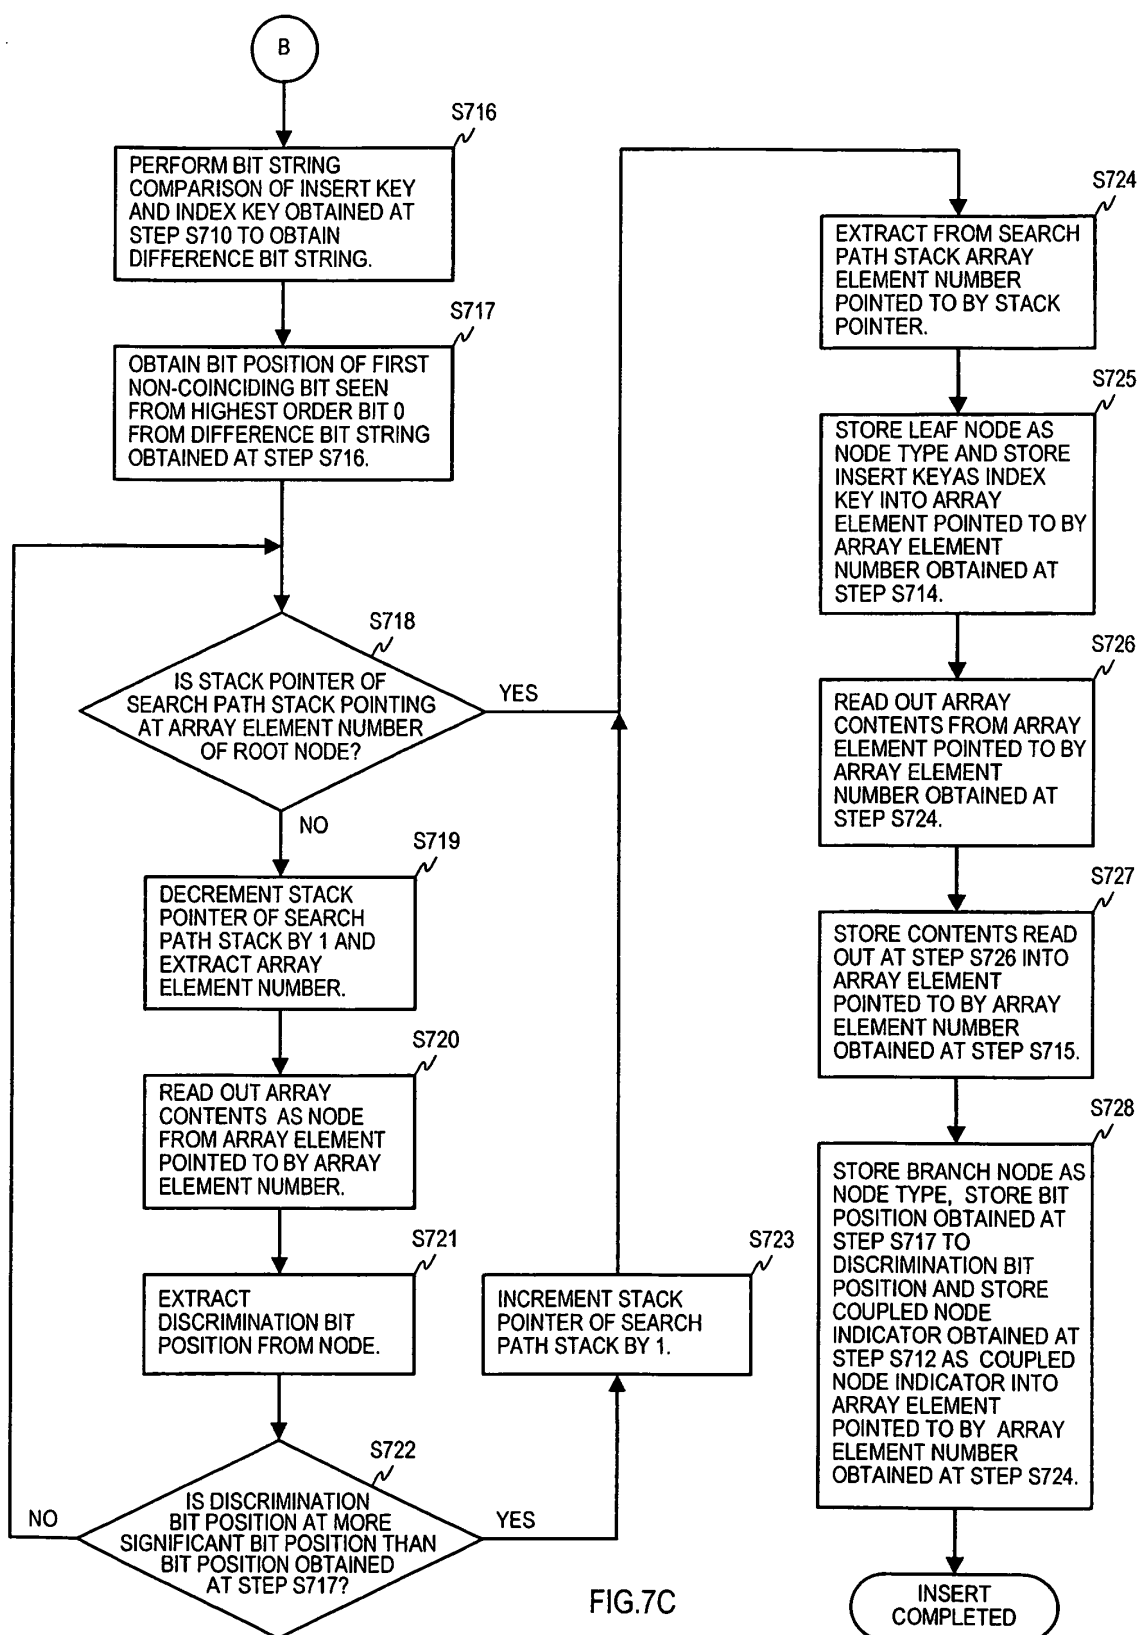 B
S716
PERFORM BIT STRING
COMPARISON OF INSERT KEY
AND INDEX KEY OBTAINED AT
STEP S710 TO OBTAIN
DIFFERENCE BIT STRING.
S717
OBTAIN BIT POSITION OF FIRST
NON-COINCIDING BIT SEEN
FROM HIGHEST ORDER BIT 0
FROM DIFFERENCE BIT STRING
OBTAINED AT STEP S716.
S718
IS STACK POINTER OF
SEARCH PATH STACK POINTING
AT ARRAY ELEMENT NUMBER
OF ROOT NODE?
YES
NO
S719
DECREMENT STACK
POINTER OF SEARCH
PATH STACK BY 1 AND
EXTRACT ARRAY
ELEMENT NUMBER.
S720
READ OUT ARRAY
CONTENTS AS NODE
FROM ARRAY ELEMENT
POINTED TO BY ARRAY
ELEMENT NUMBER.
S721
EXTRACT
DISCRIMINATION BIT
POSITION FROM NODE.
S722
IS DISCRIMINATION
BIT POSITION AT MORE
SIGNIFICANT BIT POSITION THAN
BIT POSITION OBTAINED
AT STEP S717?
NO
YES
S723
INCREMENT STACK
POINTER OF SEARCH
PATH STACK BY 1.
S724
EXTRACT FROM SEARCH
PATH STACK ARRAY
ELEMENT NUMBER
POINTED TO BY STACK
POINTER.
S725
STORE LEAF NODE AS
NODE TYPE AND STORE
INSERT KEYAS INDEX
KEY INTO ARRAY
ELEMENT POINTED TO BY
ARRAY ELEMENT
NUMBER OBTAINED AT
STEP S714.
S726
READ OUT ARRAY
CONTENTS FROM ARRAY
ELEMENT POINTED TO BY
ARRAY ELEMENT
NUMBER OBTAINED AT
STEP S724.
S727
STORE CONTENTS READ
OUT AT STEP S726 INTO
ARRAY ELEMENT
POINTED TO BY ARRAY
ELEMENT NUMBER
OBTAINED AT STEP S715.
S728
STORE BRANCH NODE AS
NODE TYPE, STORE BIT
POSITION OBTAINED AT
STEP S717 TO
DISCRIMINATION BIT
POSITION AND STORE
COUPLED NODE
INDICATOR OBTAINED AT
STEP S712 AS COUPLED
NODE INDICATOR INTO
ARRAY ELEMENT
POINTED TO BY ARRAY
ELEMENT NUMBER
OBTAINED AT STEP S724.
INSERT
COMPLETED
FIG.7C